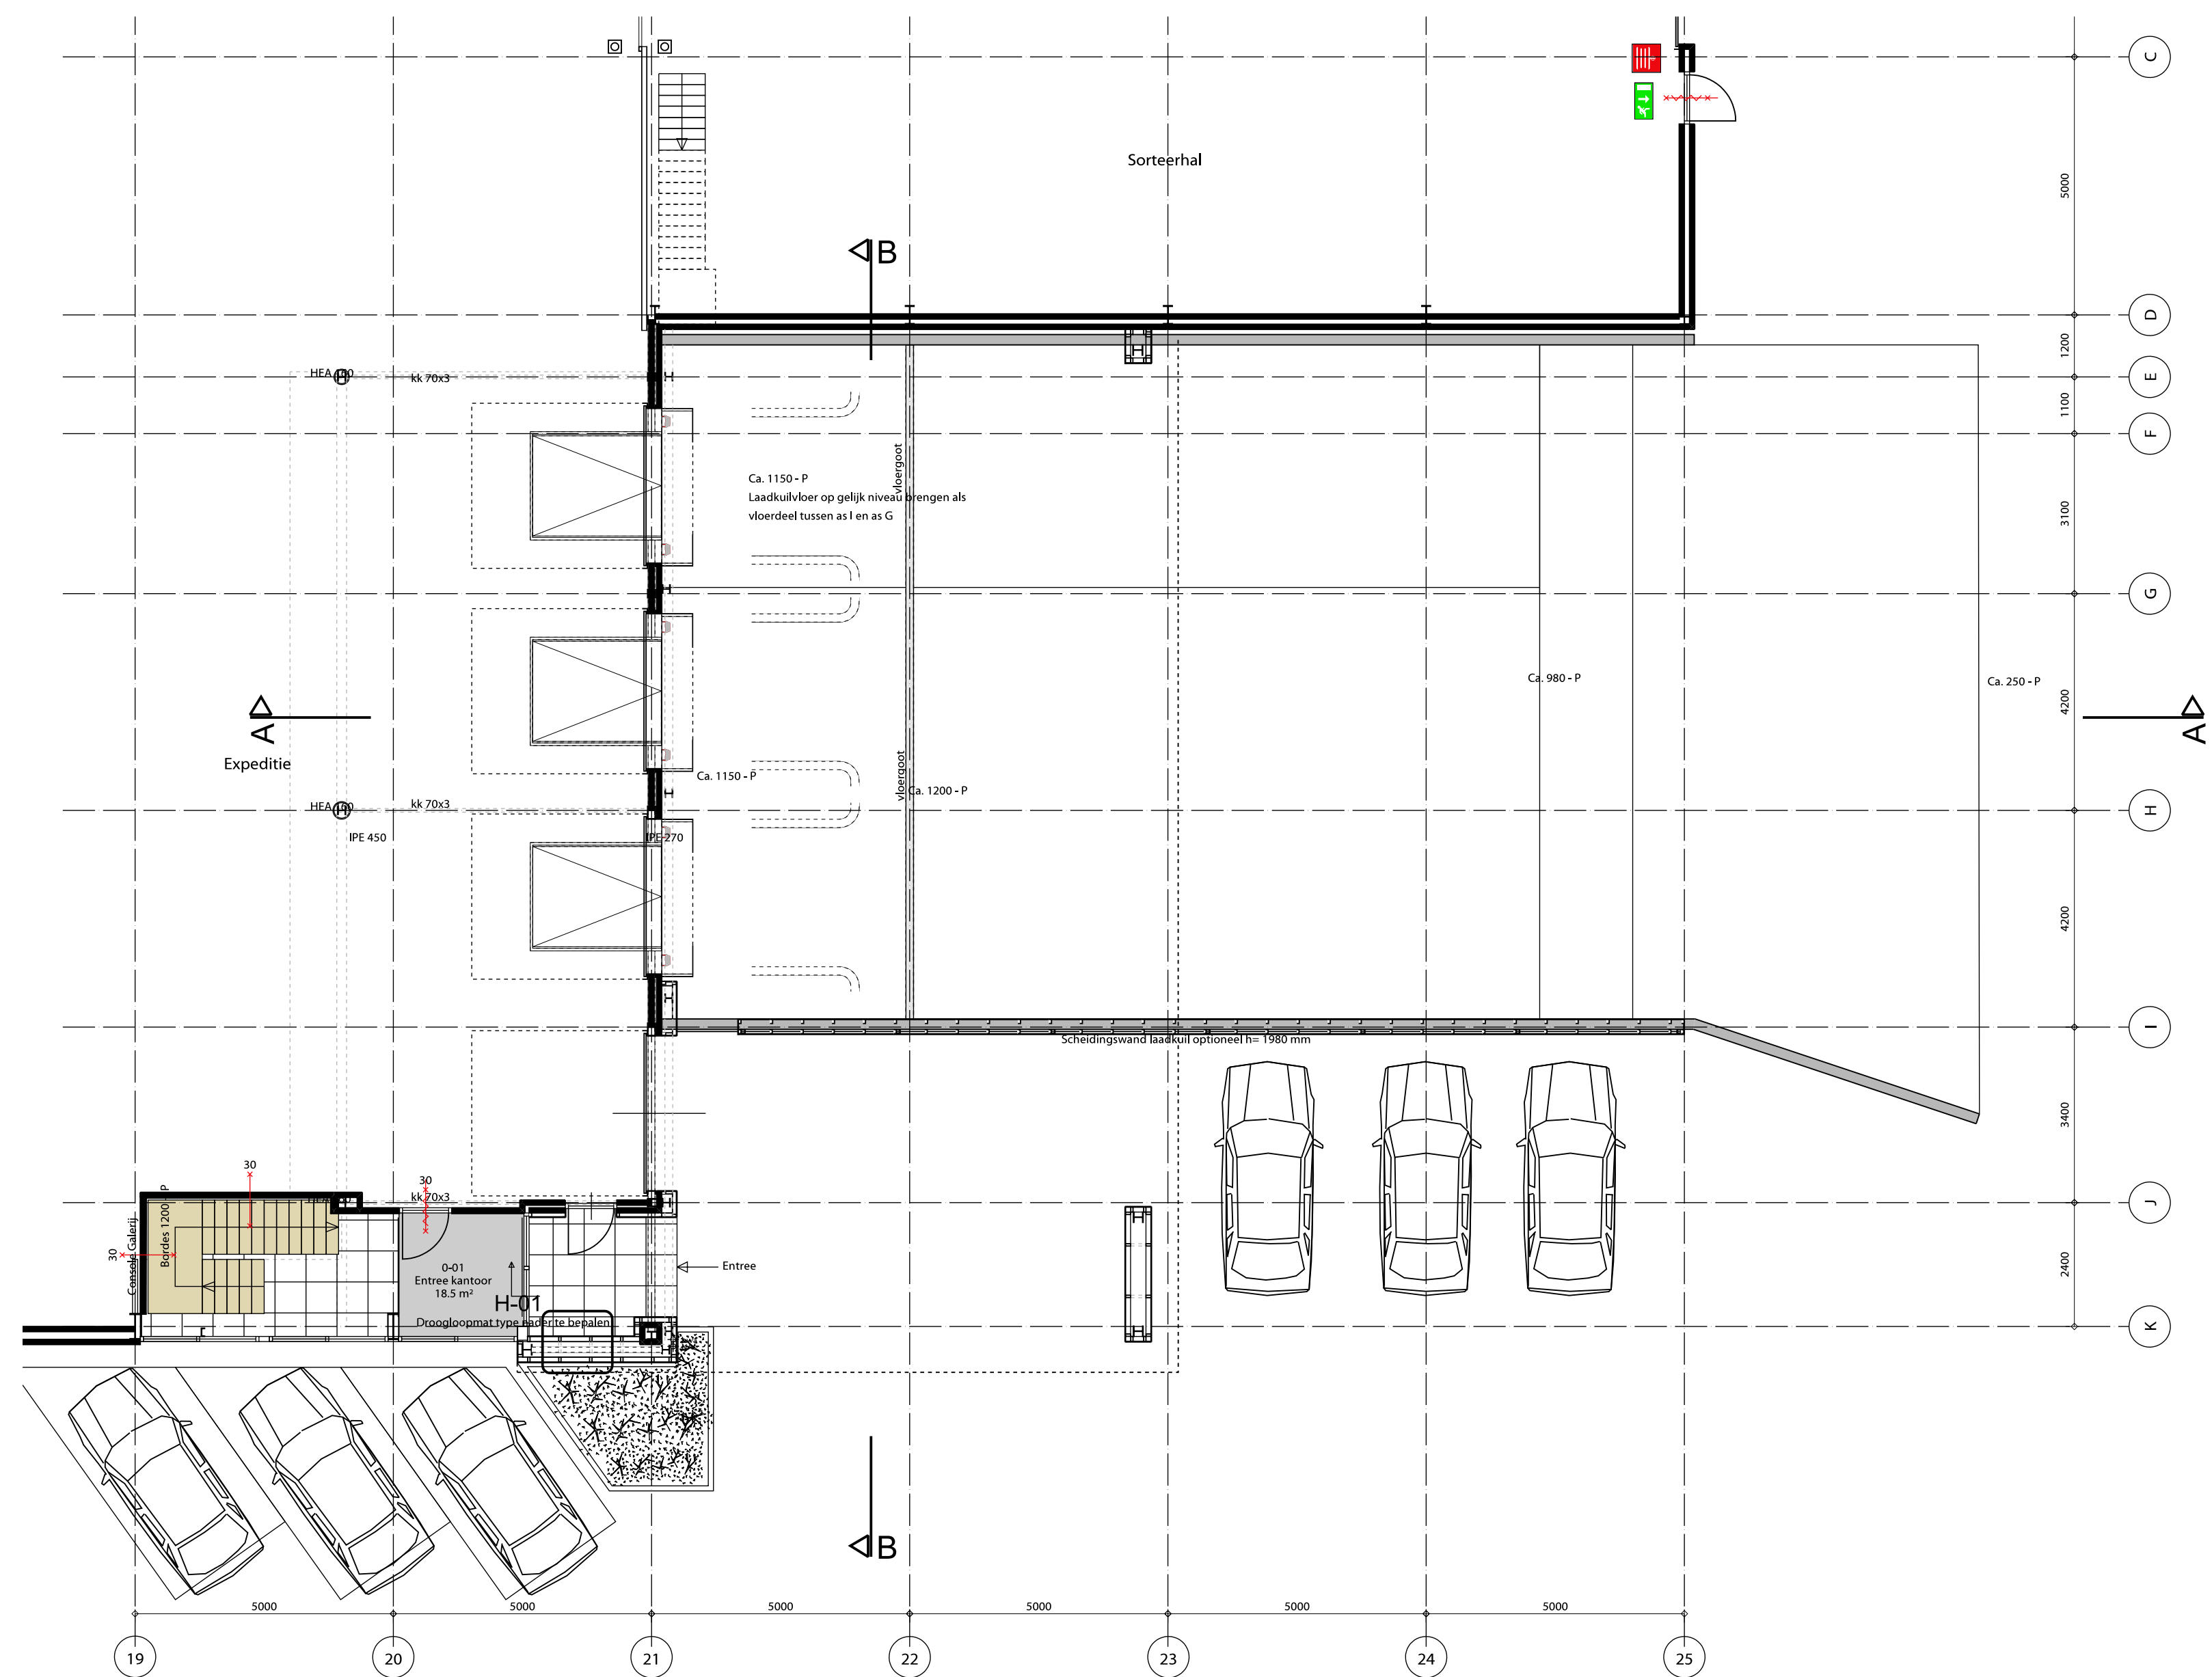 C
Sorteerhal
5000
B
D
1200
HEA 160
kk 70x3
E
1100
F
vloergoot
Ca. 1150 - P
Laadkuilvloer op gelijk niveau brengen als
vloerdeel tussen as I en as G
3100
G
Ca. 980 - P
Ca. 250 - P
4200
A
A
Expeditie
Ca. 1150 - P
vloergoot
Ca. 1200 - P
HEA 160
kk 70x3
H
IPE 450
IPE 270
4200
I
Scheidingswand laadkuil optioneel h= 1980 mm
3400
30
30
kk 70x3
J
Console Galerij
Bordes 1200 - P
30
0-01
Entree kantoor
18.5 m²
Entree
2400
H-01
Droogloopmat type nader te bepalen
K
B
5000
5000
5000
5000
5000
5000
19
20
21
22
23
24
25